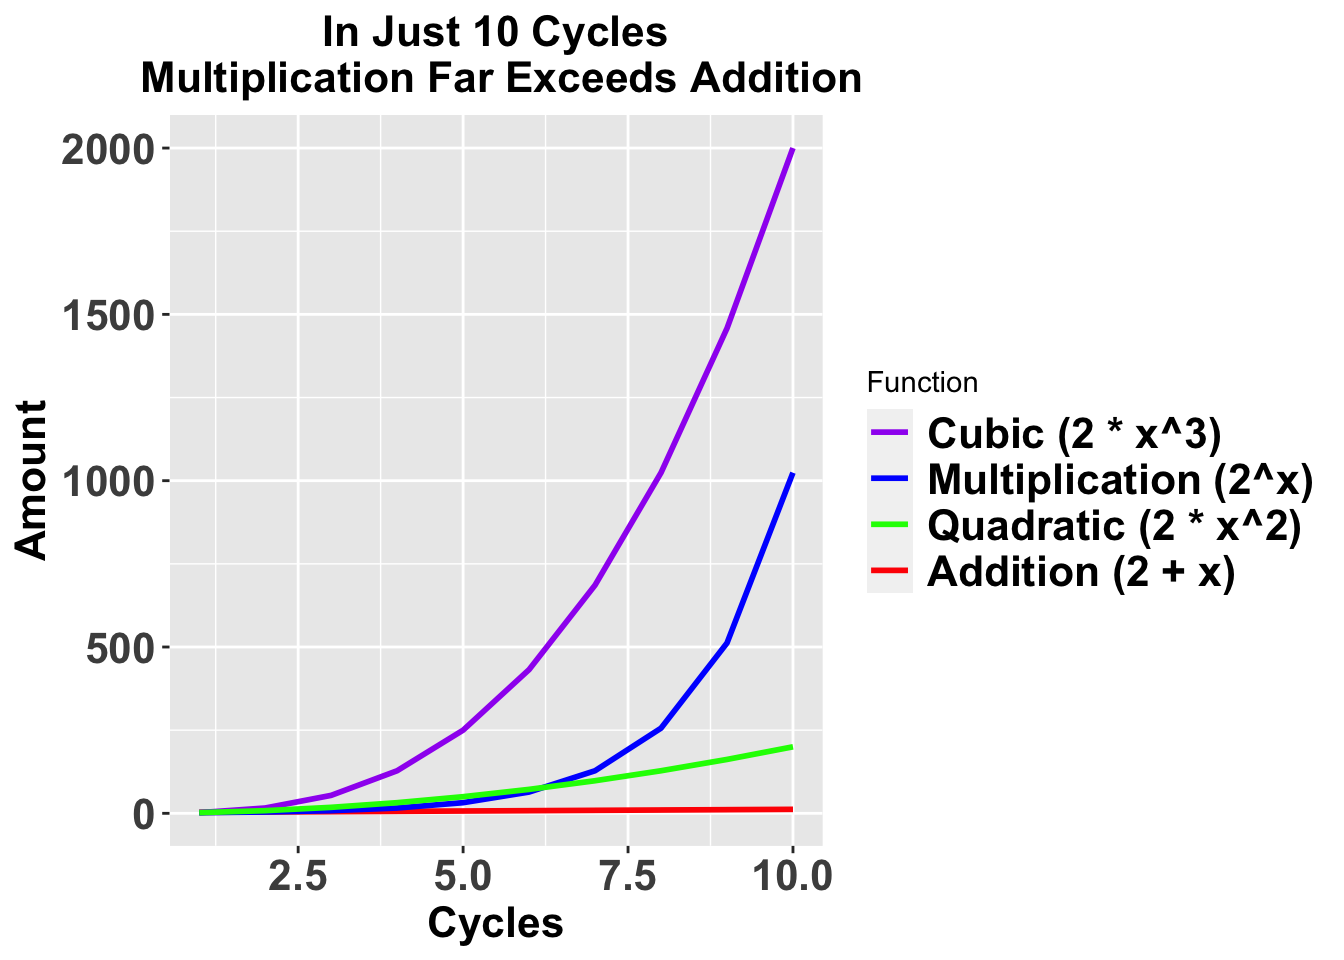 In Just 10 Cycles
Multiplication Far Exceeds Addition
2000
1500
1000
500
0
Amount
2.5 5.0 7.5 10.0
Cycles
Function
Cubic (2 * x^3)
Multiplication (2^x)
Quadratic (2 * x^2)
Addition (2 + x)